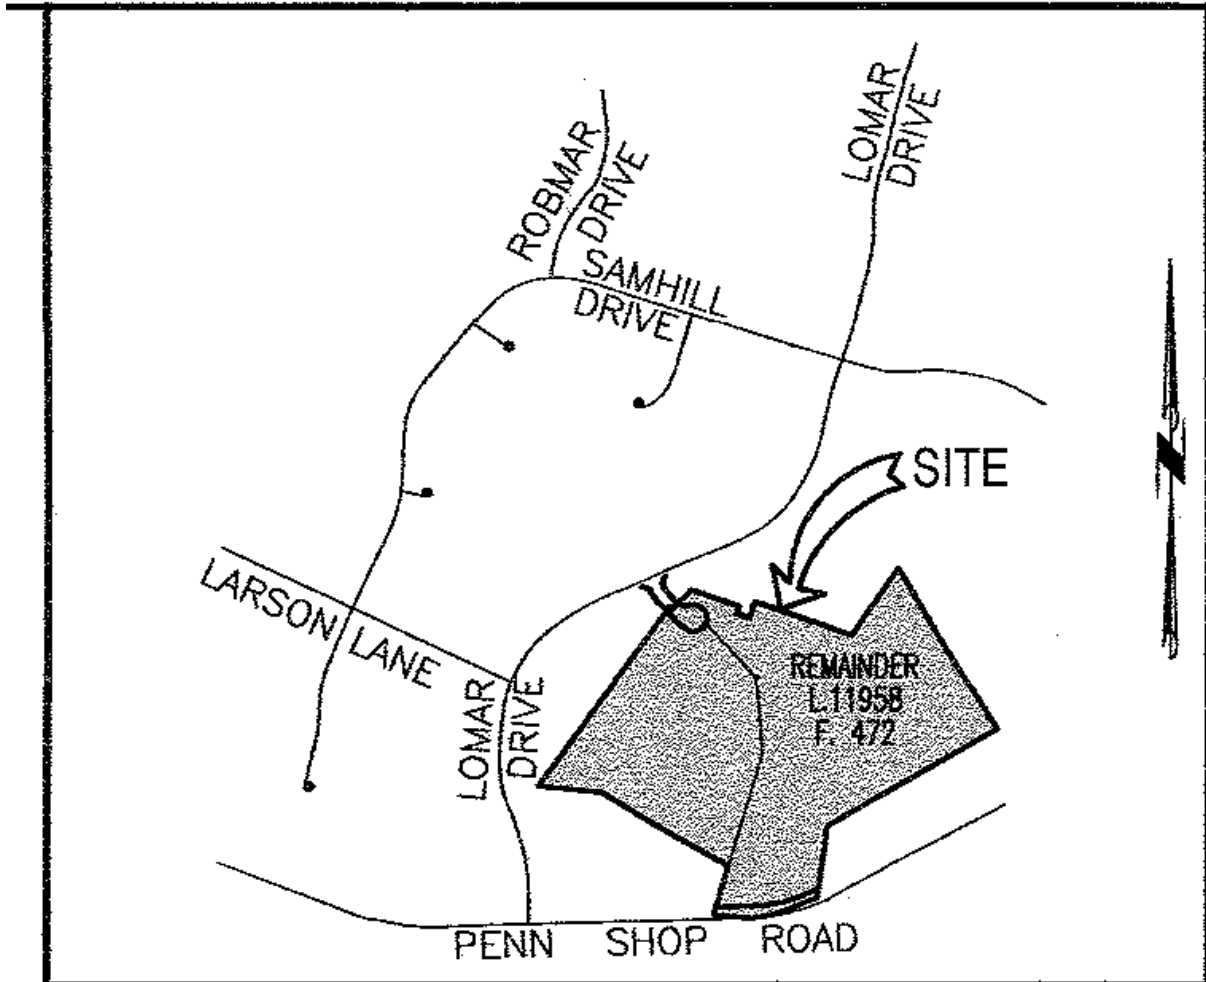 LOMAR
DRIVE
ROBMAR
DRIVE
SAMHILL
DRIVE
SITE
LARSON
LANE
REMAINDER
L.11958
F. 472
LOMAR
DRIVE
PENN SHOP ROAD